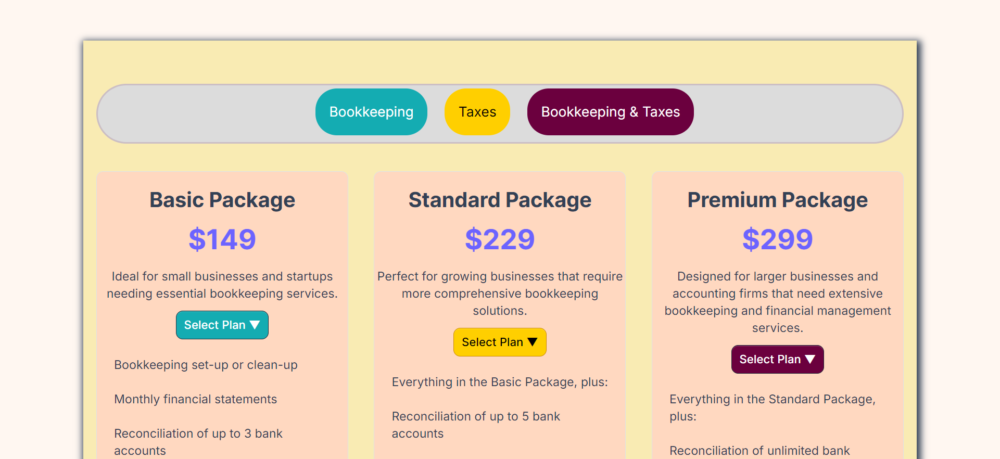 Bookkeeping
Taxes
Bookkeeping & Taxes
Basic Package
$149
Ideal for small businesses and startups
needing essential bookkeeping services.
Select Plan ▼
Bookkeeping set-up or clean-up
Monthly financial statements
Reconciliation of up to 3 bank
accounts
Standard Package
$229
Perfect for growing businesses that require
more comprehensive bookkeeping
solutions.
Select Plan ▼
Everything in the Basic Package, plus:
Reconciliation of up to 5 bank
accounts
Premium Package
$299
Designed for larger businesses and
accounting firms that need extensive
bookkeeping and financial management
services.
Select Plan ▼
Everything in the Standard Package,
plus:
Reconciliation of unlimited bank